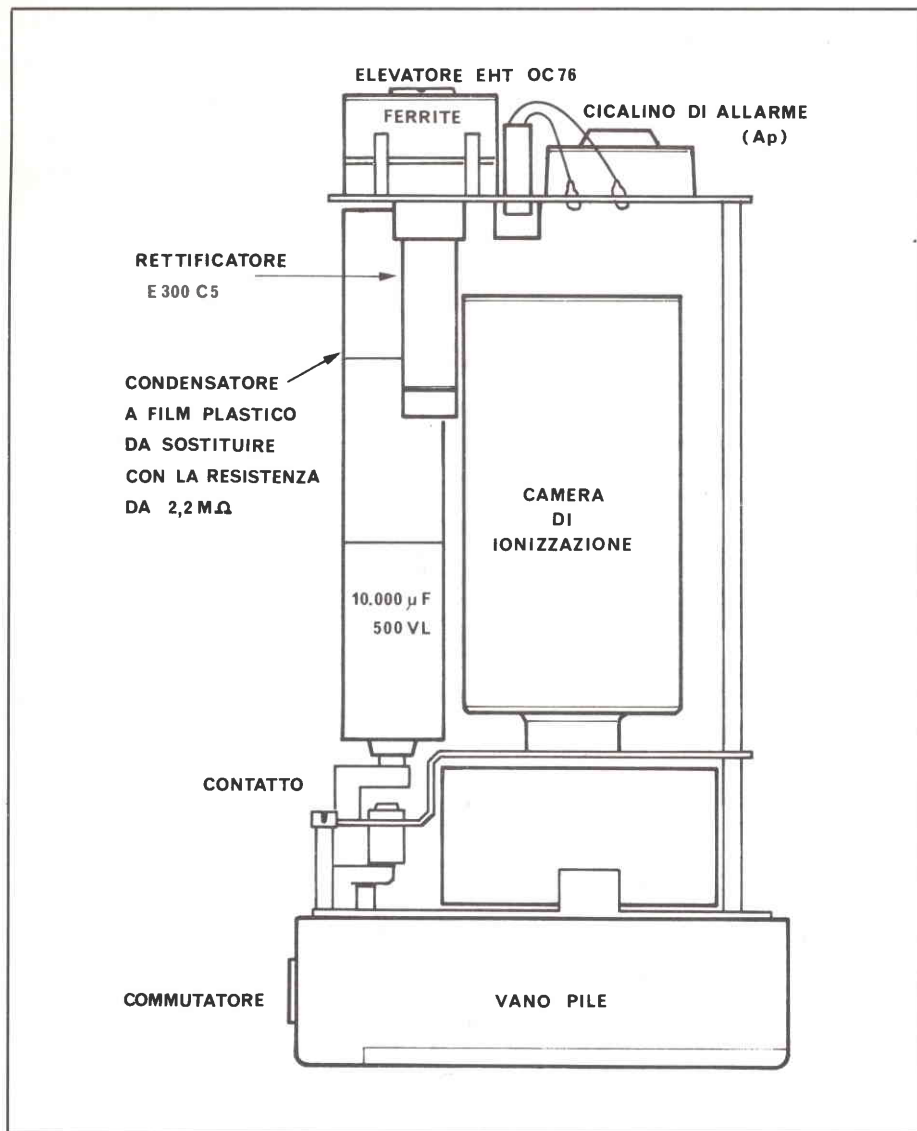 ELEVATORE EHT OC76
FERRITE
CICALINO DI ALLARME
(Ap)
RETTIFICATORE
E 300 C5
CONDENSATORE
A FILM PLASTICO
DA SOSTITUIRE
CON LA RESISTENZA
DA 2,2 MΩ
CAMERA
DI
IONIZZAZIONE
10.000 µF
500 VL
CONTATTO
COMMUTATORE
VANO PILE